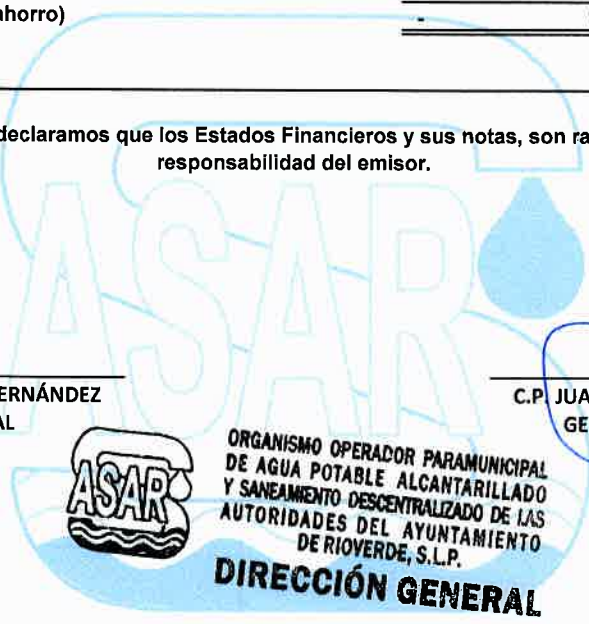 ahorro)
-
declaramos que los Estados Financieros y sus notas, son ra
responsabilidad del emisor.
ASAR
ERNÁNDEZ
AL
C.P. JUA
GE
ASAR
ORGANISMO OPERADOR PARAMUNICIPAL
DE AGUA POTABLE ALCANTARILLADO
Y SANEAMIENTO DESCENTRALIZADO DE LAS
AUTORIDADES DEL AYUNTAMIENTO
DE RIOVERDE, S.L.P.
DIRECCIÓN GENERAL